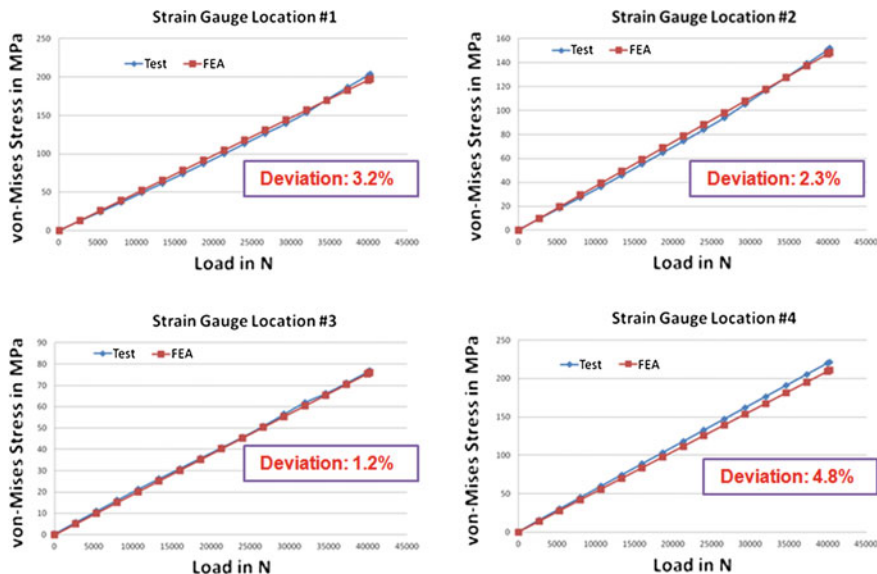 Strain Gauge Location #1
von-Mises Stress in MPa
250
200
150
100
50
0
Test FEA
Deviation: 3.2%
0 5000 10000 15000 20000 25000 30000 35000 40000 45000
Load in N
Strain Gauge Location #2
von-Mises Stress in MPa
160
140
120
100
80
60
40
20
0
Test FEA
Deviation: 2.3%
0 5000 10000 15000 20000 25000 30000 35000 40000 45000
Load in N
Strain Gauge Location #3
von-Mises Stress in MPa
90
80
70
60
50
40
30
20
10
0
Test FEA
Deviation: 1.2%
0 5000 10000 15000 20000 25000 30000 35000 40000 45000
Load in N
Strain Gauge Location #4
von-Mises Stress in MPa
250
200
150
100
50
0
Test FEA
Deviation: 4.8%
0 5000 10000 15000 20000 25000 30000 35000 40000 45000
Load in N